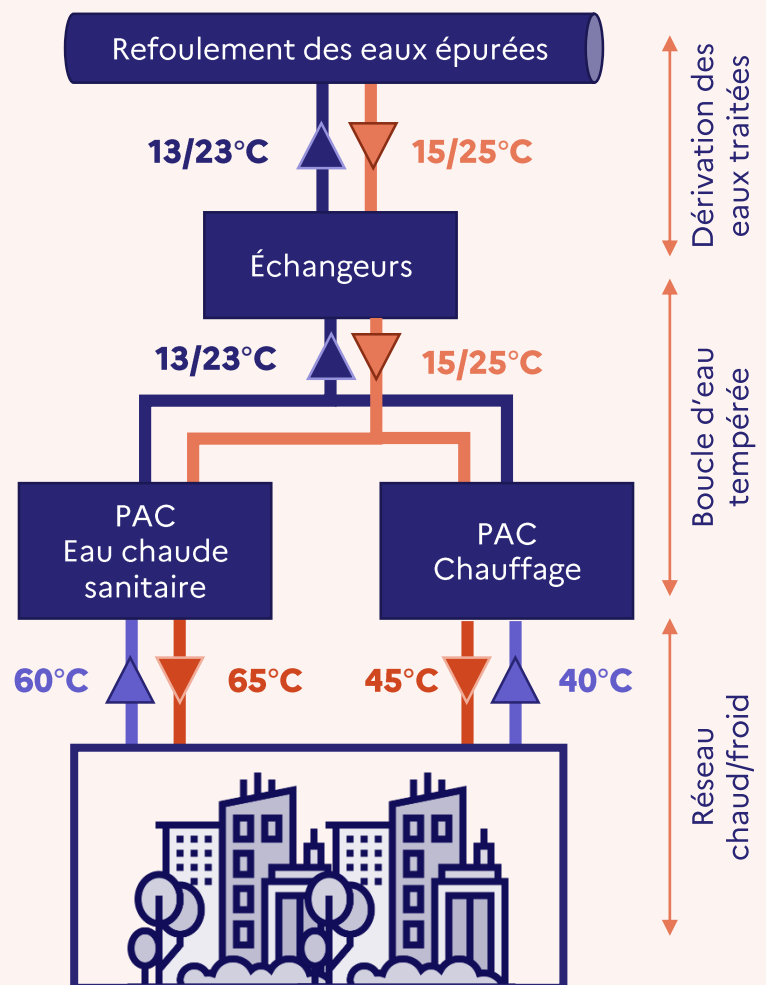 Refoulement des eaux épurées
13/23°C
15/25°C
Dérivation des
eaux traitées
Échangeurs
13/23°C
15/25°C
Boucle d’eau
tempérée
PAC
Eau chaude
sanitaire
PAC
Chauffage
60°C
65°C
45°C
40°C
Réseau
chaud/froid